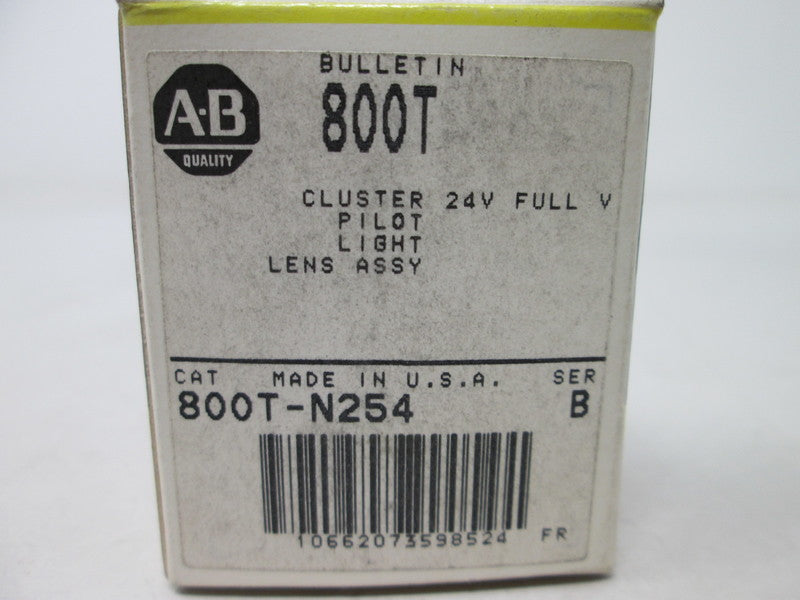 A·B
QUALITY
BULLETIN
800T
CLUSTER 24V FULL V
PILOT
LIGHT
LENS ASSY
CAT MADE IN U.S.A. SER
800T-N254 B
10662073598524 FR